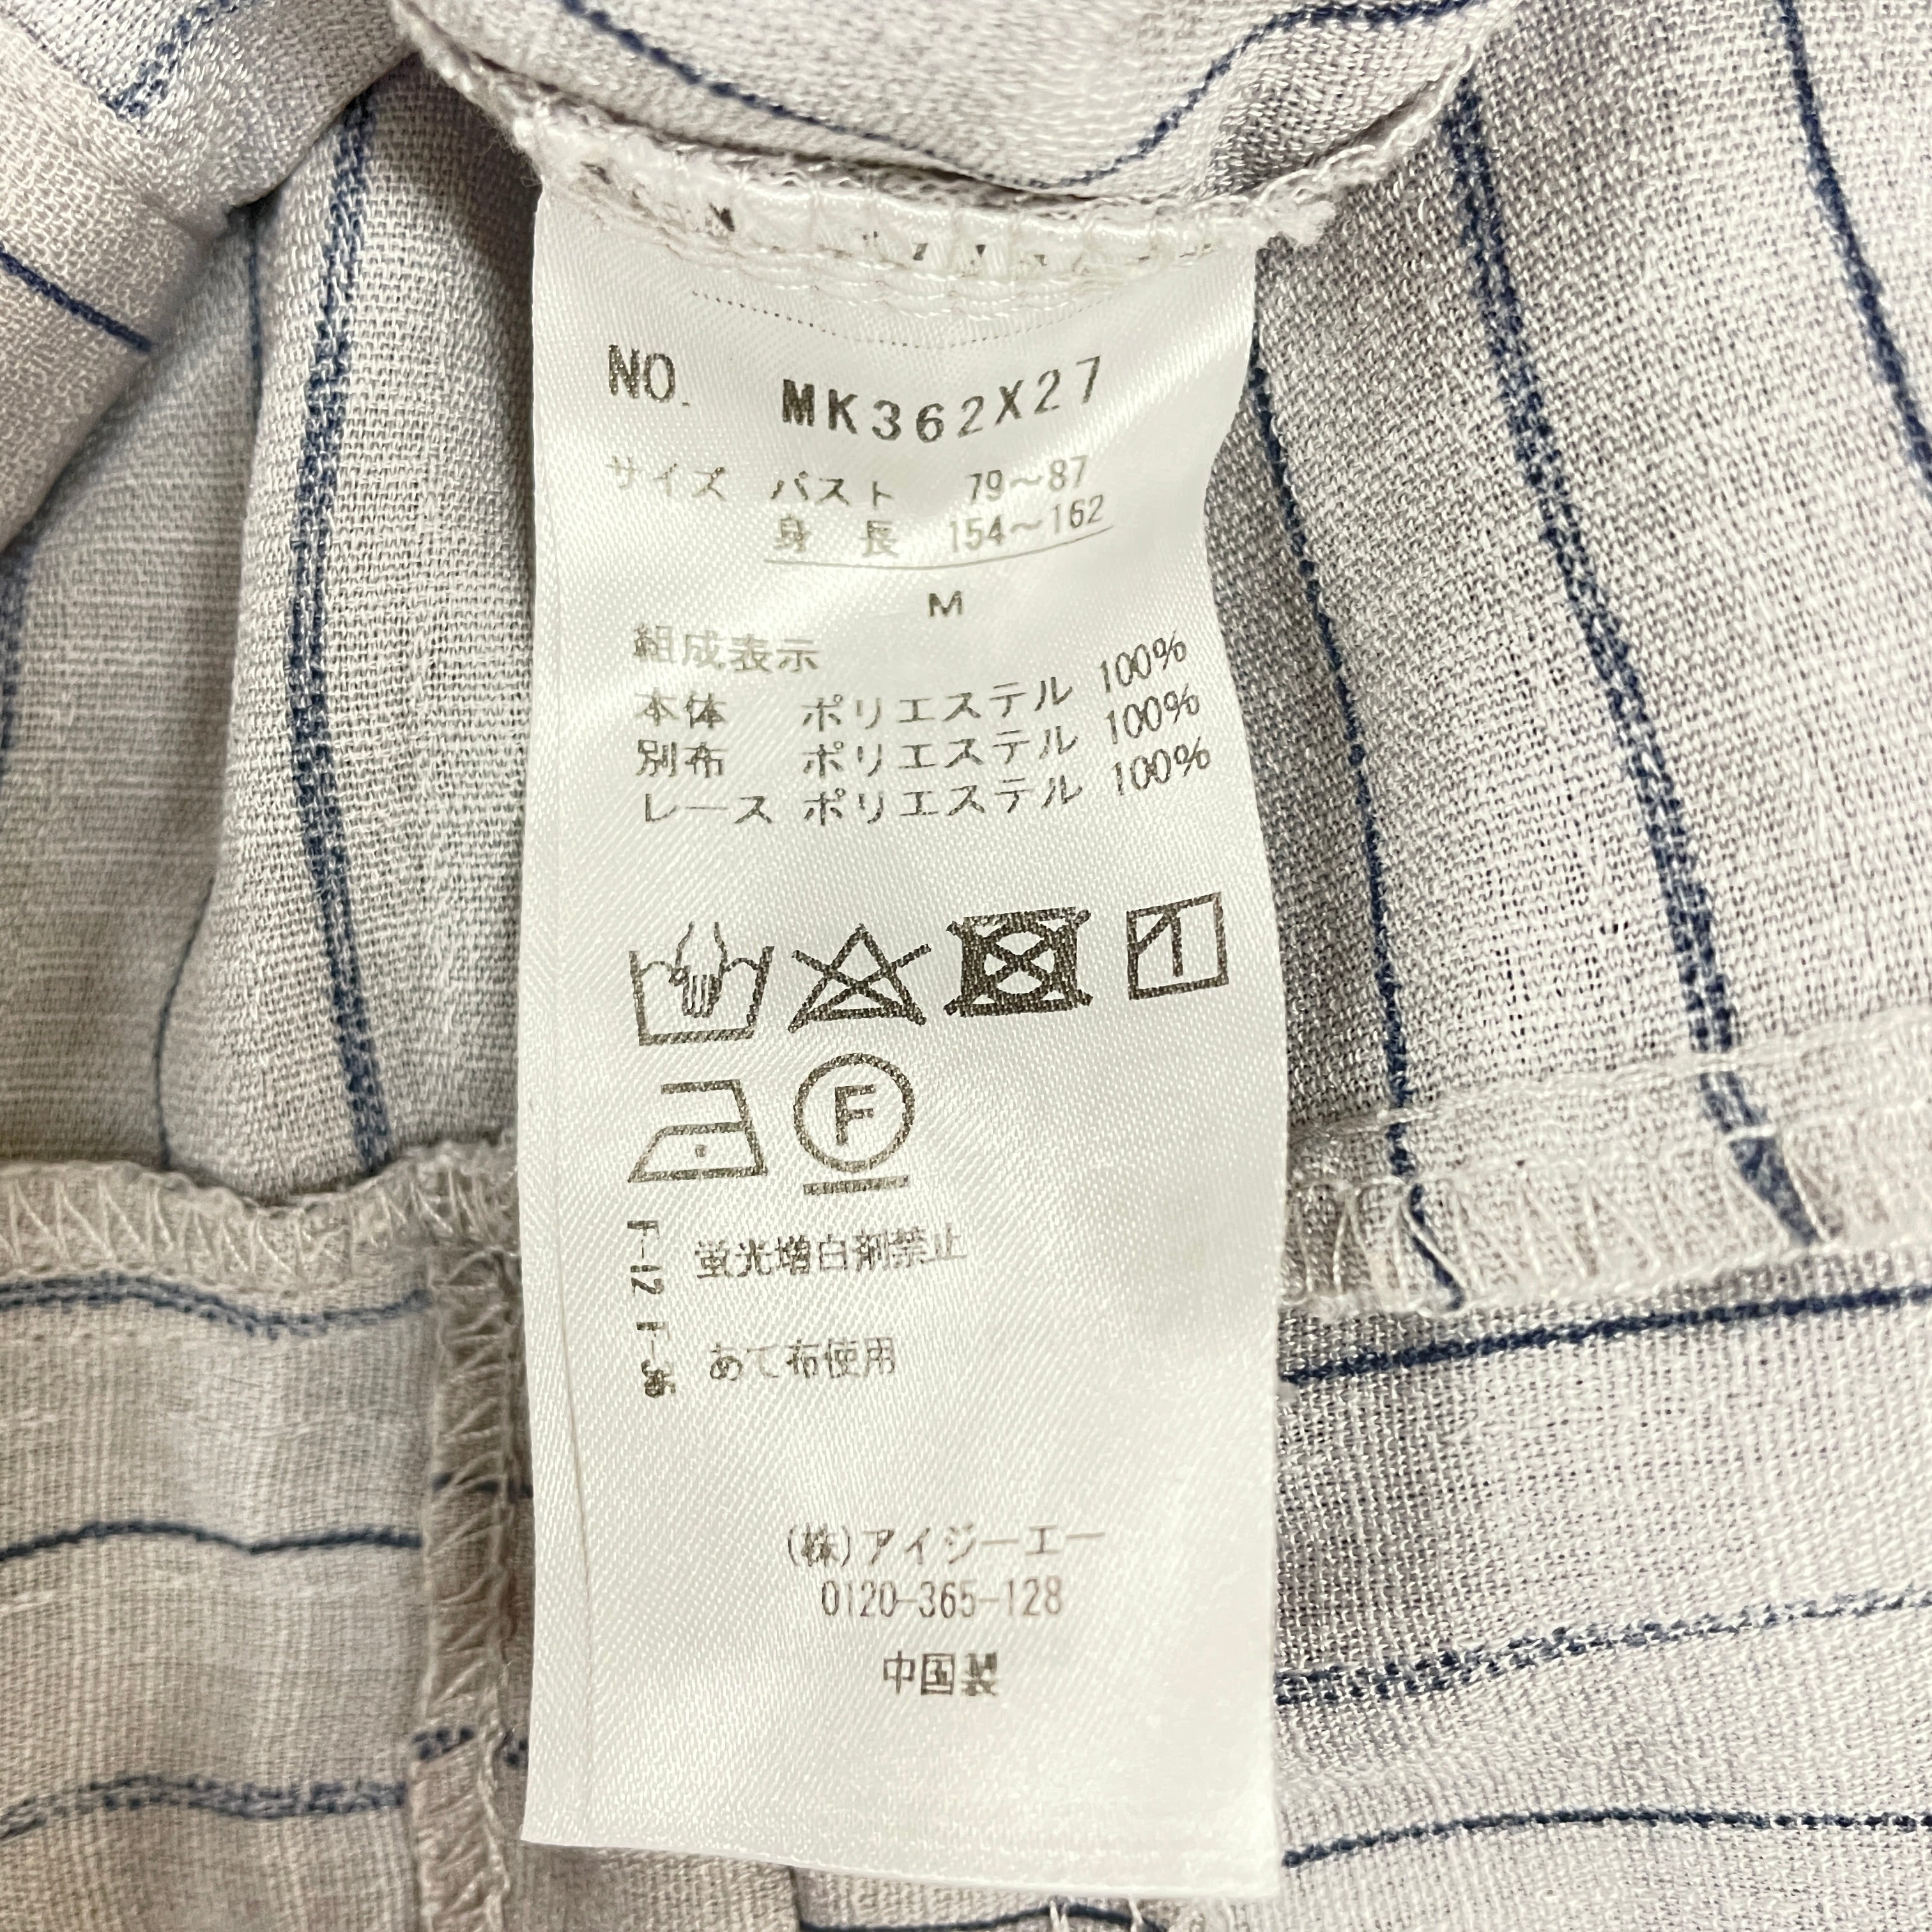 NO. MK362X27
サイズ バスト 79〜87
身長 154〜162
M
組成表示
本体 ポリエステル 100%
別布 ポリエステル 100%
レース ポリエステル 100%
F
F-12 蛍光増白剤禁止
あて布使用
(株)アイジーエー
0120-365-128
中国製